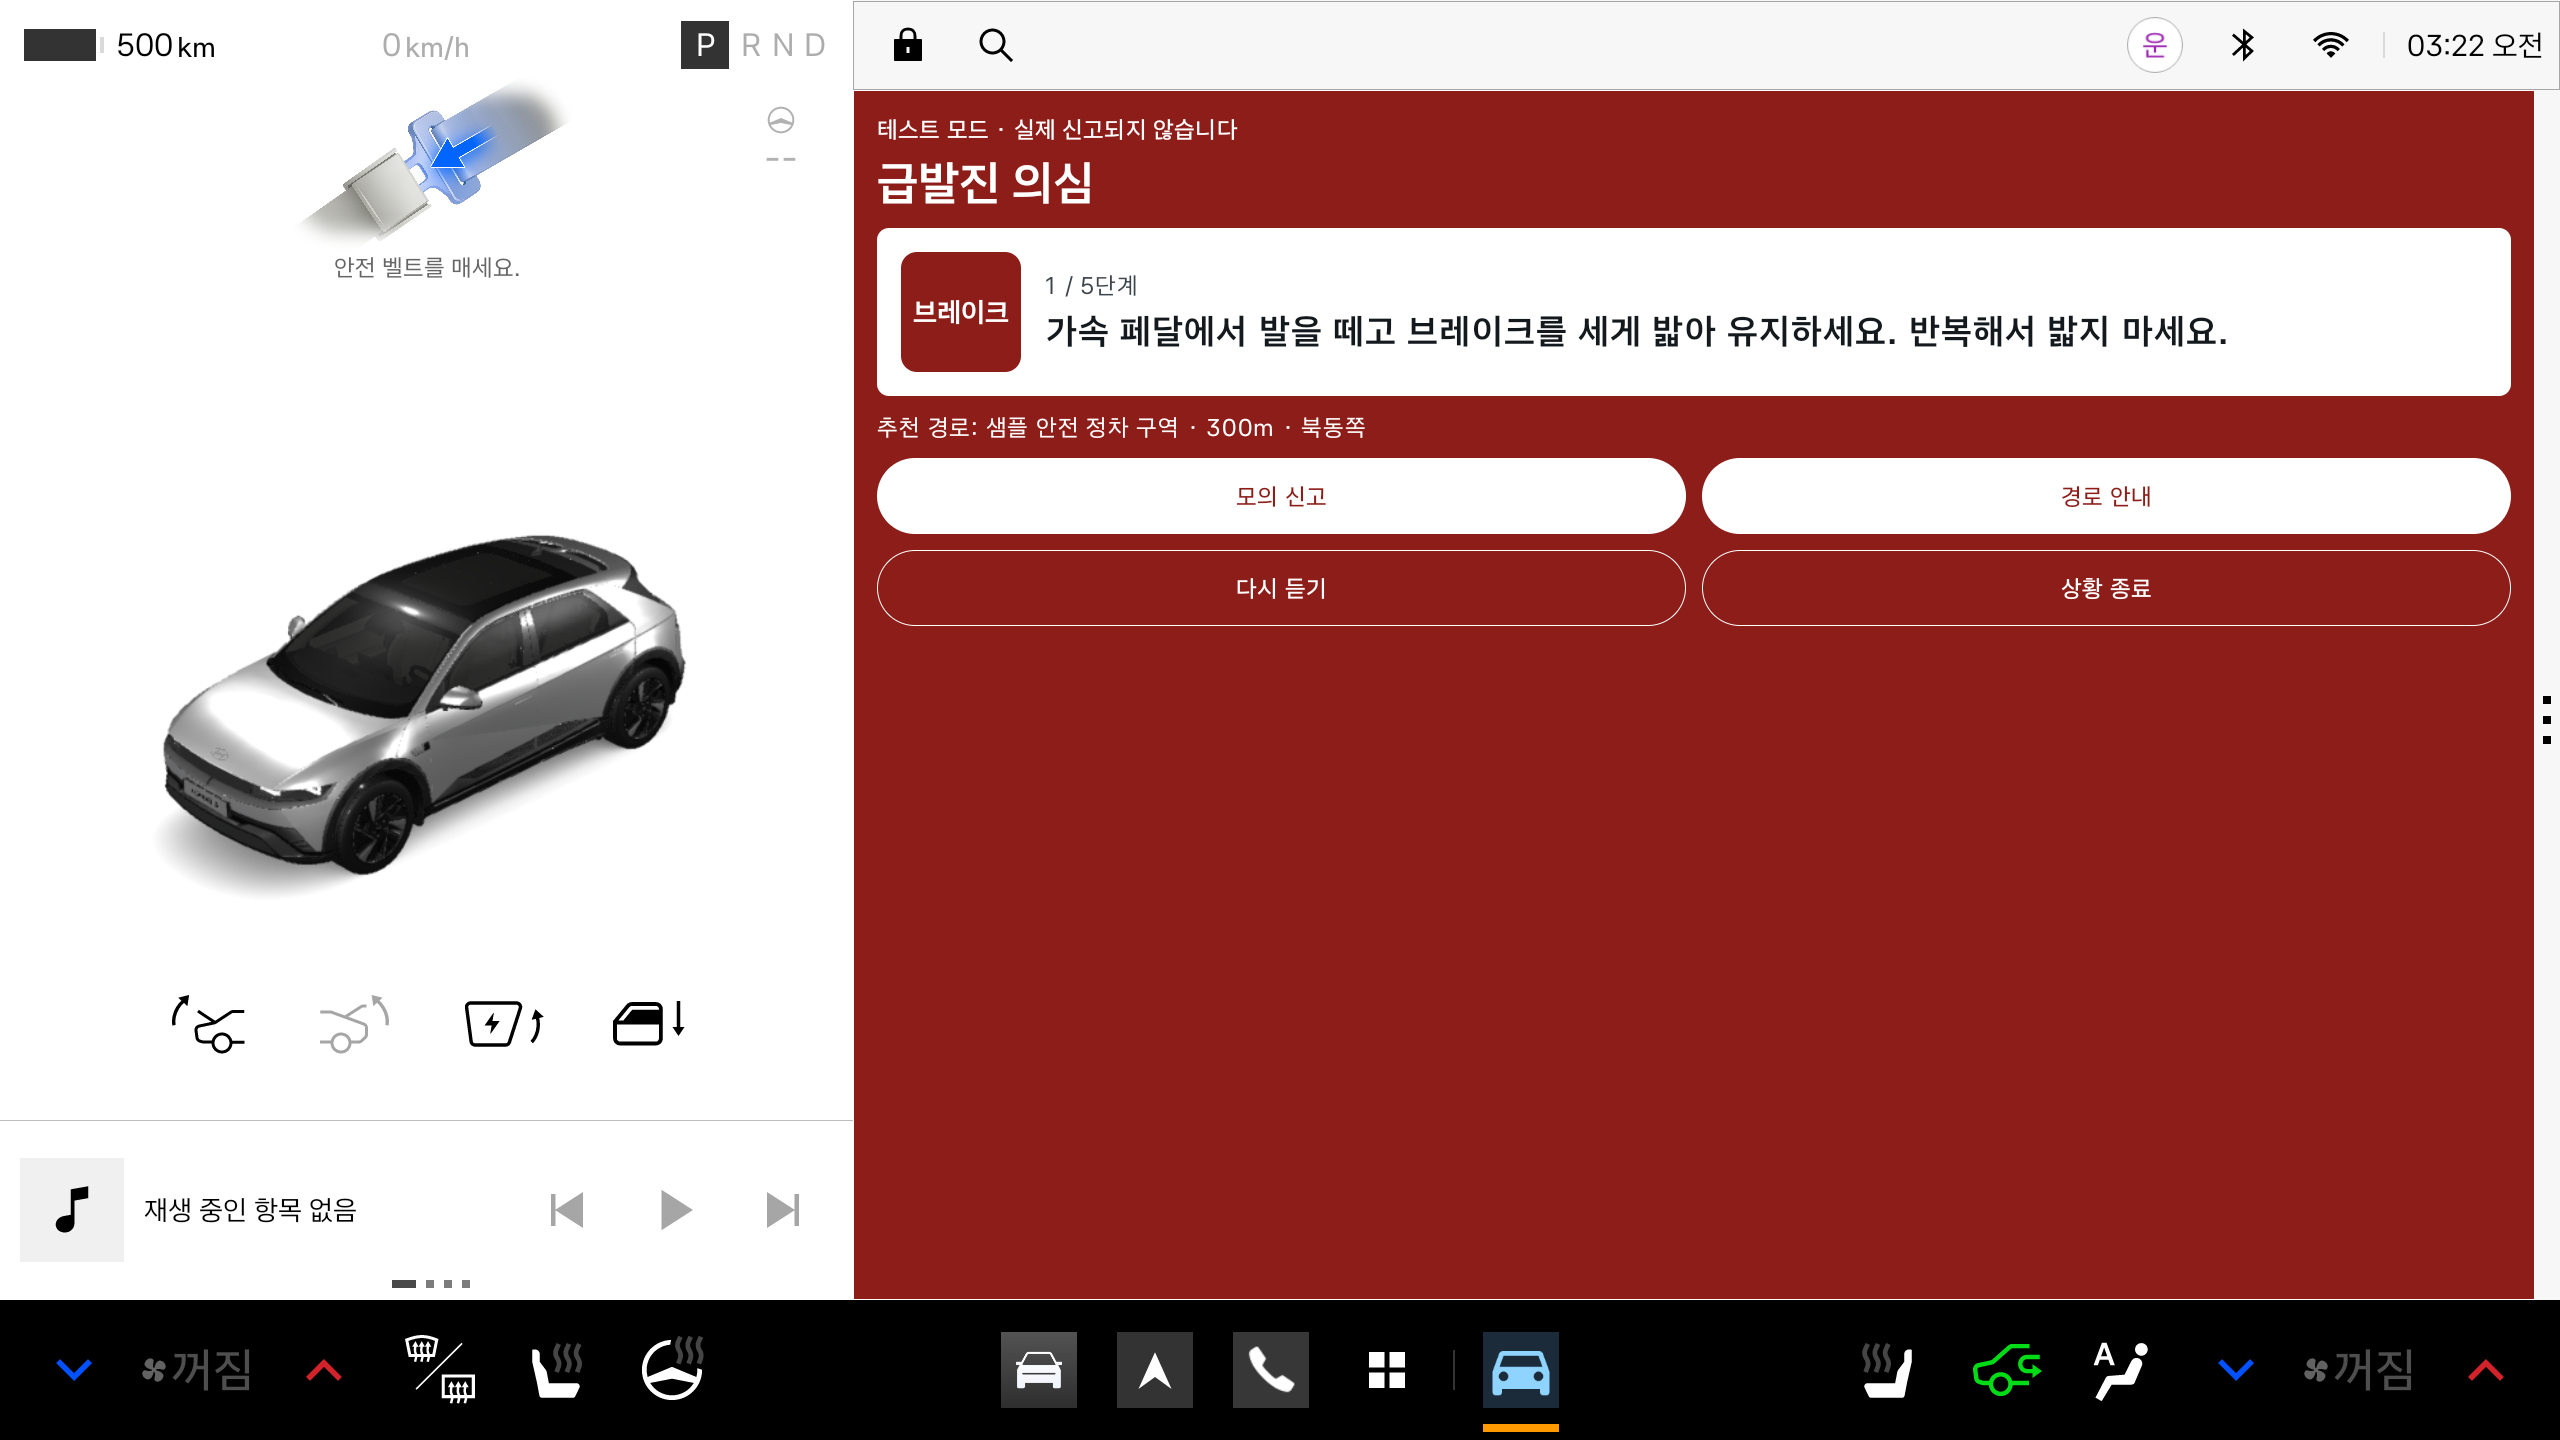 500 km
0 km/h
P R N D
운
03:22 오전
안전 벨트를 매세요.
테스트 모드 · 실제 신고되지 않습니다
급발진 의심
브레이크
1 / 5단계
가속 페달에서 발을 떼고 브레이크를 세게 밟아 유지하세요. 반복해서 밟지 마세요.
추천 경로: 샘플 안전 정차 구역 · 300m · 북동쪽
모의 신고
경로 안내
다시 듣기
상황 종료
재생 중인 항목 없음
꺼짐
A
꺼짐